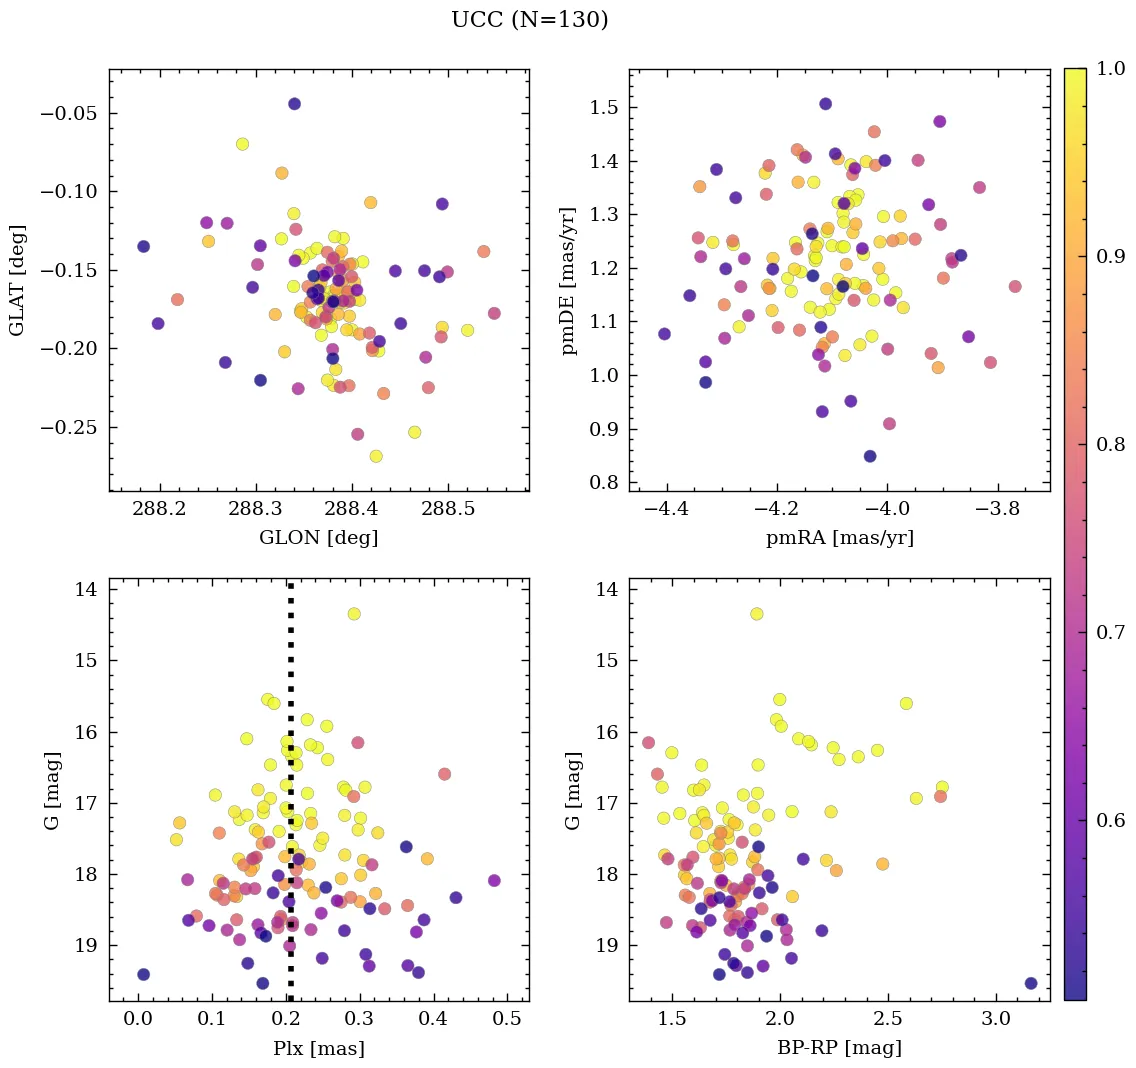 UCC (N=130)
−0.05
−0.10
−0.15
−0.20
−0.25
GLAT [deg]
288.2 288.3 288.4 288.5
GLON [deg]
1.5
1.4
1.3
1.2
1.1
1.0
0.9
0.8
pmDE [mas/yr]
−4.4 −4.2 −4.0 −3.8
pmRA [mas/yr]
1.0
0.9
0.8
0.7
0.6
14
15
16
17
18
19
G [mag]
0.0 0.1 0.2 0.3 0.4 0.5
Plx [mas]
14
15
16
17
18
19
G [mag]
1.5 2.0 2.5 3.0
BP-RP [mag]